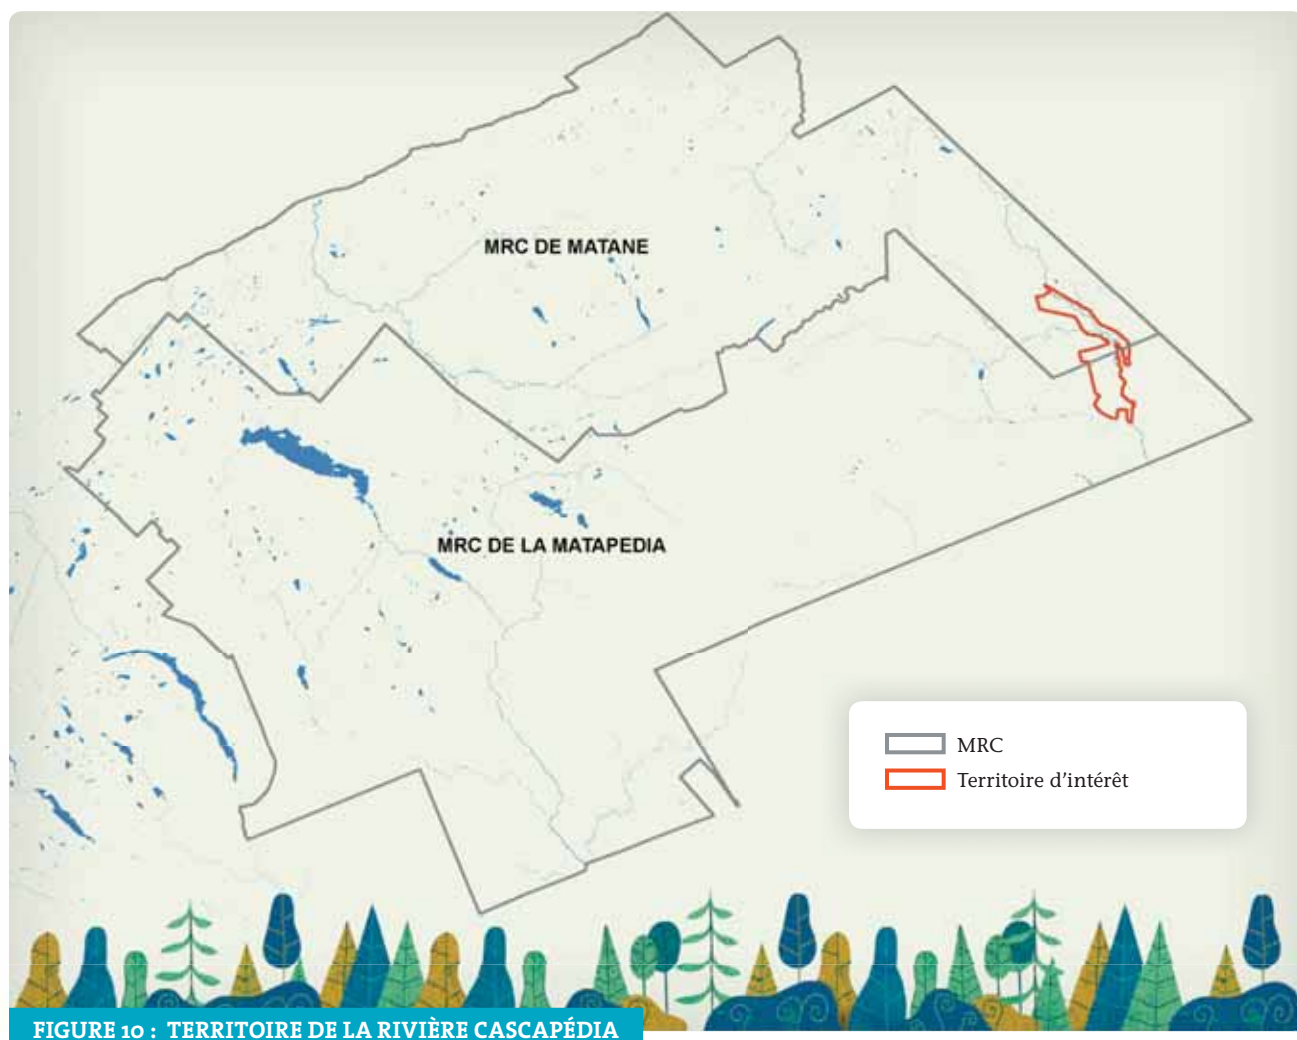 MRC DE MATANE
MRC DE LA MATAPEDIA
MRC
Territoire d'intérêt
FIGURE 10 : TERRITOIRE DE LA RIVIÈRE CASCAPÉDIA